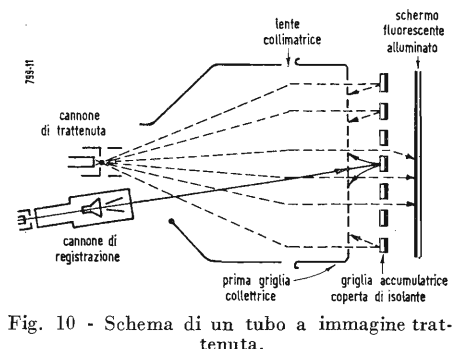 schermo
fluorescente
alluminato
lente
collimatrice
799-11
cannone
di trattenuta
cannone di
registrazione
prima griglia
collettrice
griglia accumulatrice
coperta di isolante
Fig. 10 - Schema di un tubo a immagine trat-
tenuta.